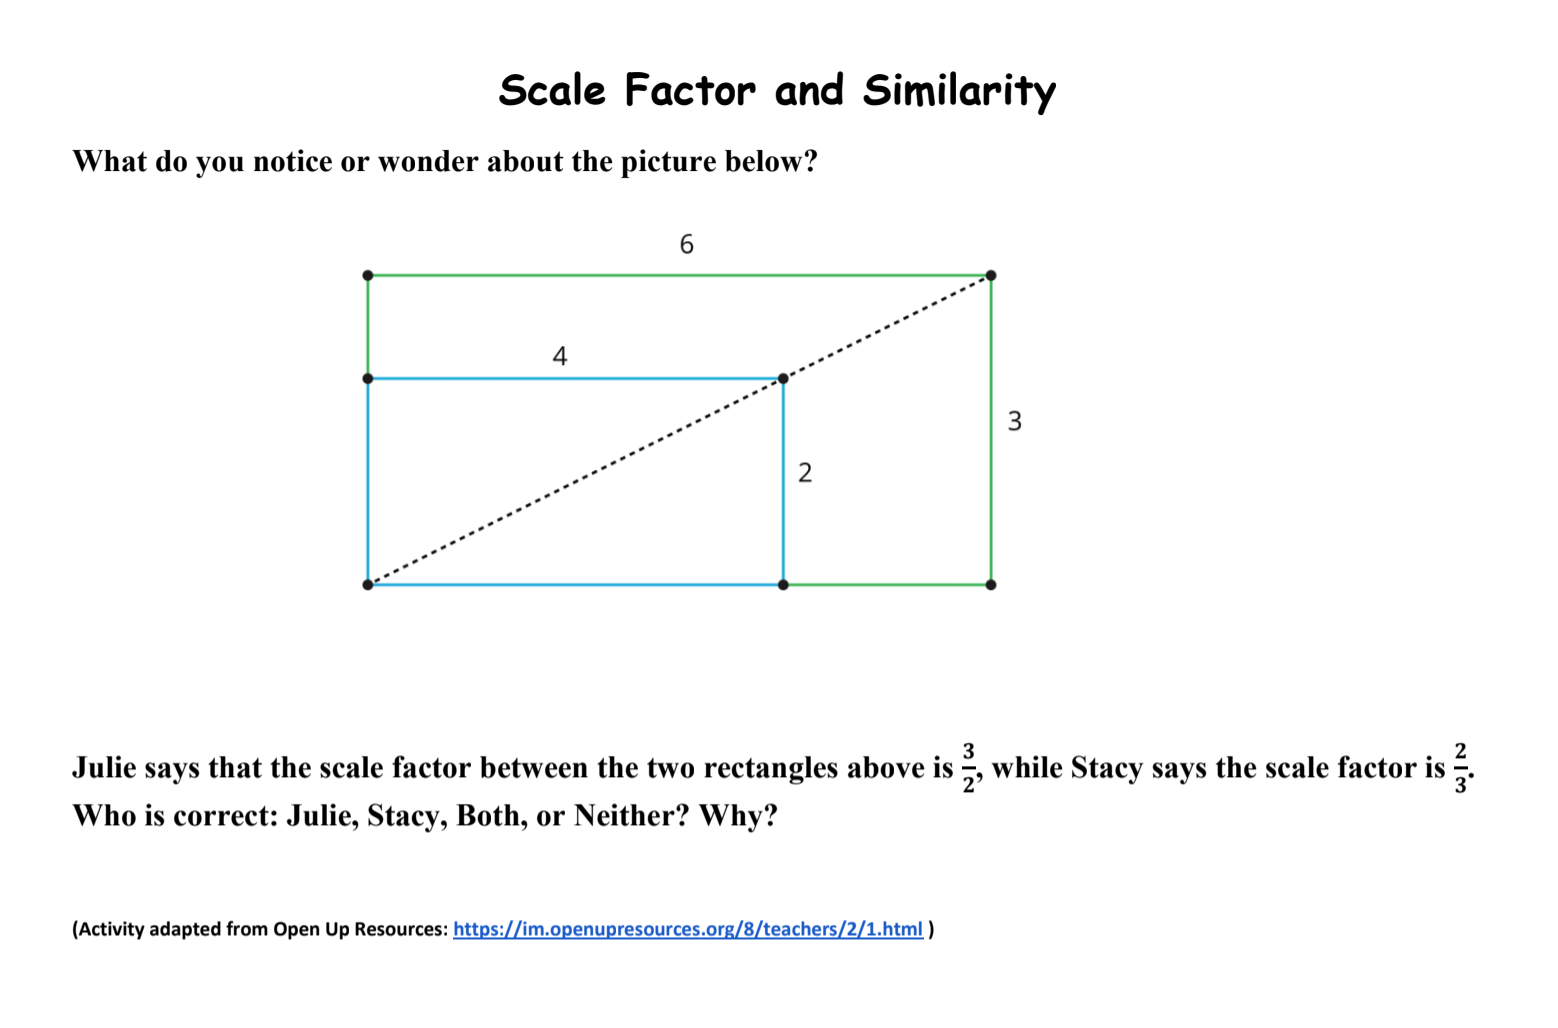 Scale Factor and Similarity
What do you notice or wonder about the picture below?
6
4
3
2
Julie says that the scale factor between the two rectangles above is 3/2, while Stacy says the scale factor is 2/3.
Who is correct: Julie, Stacy, Both, or Neither? Why?
(Activity adapted from Open Up Resources: https://im.openupresources.org/8/teachers/2/1.html )